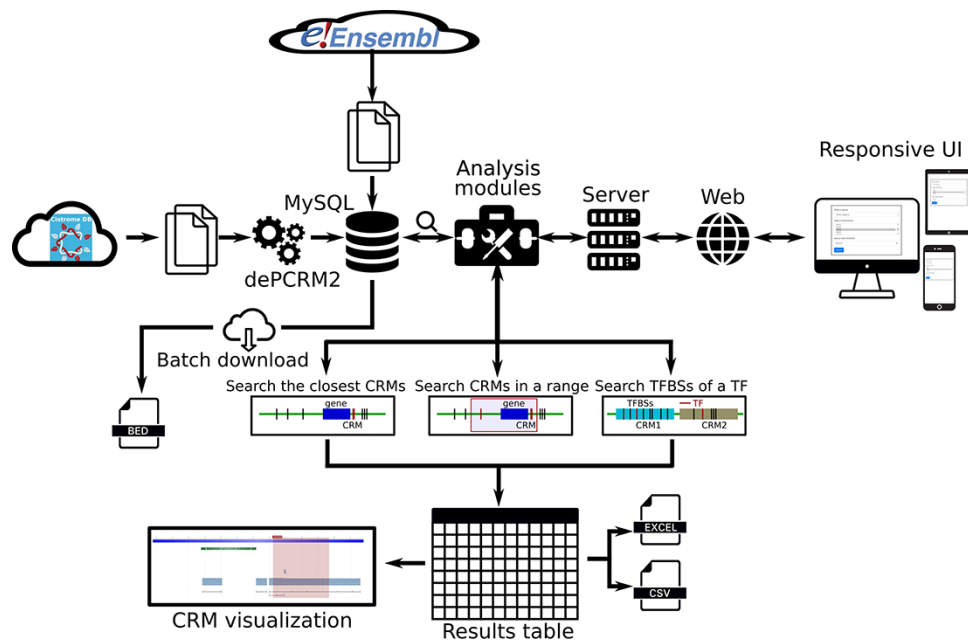 e!Ensembl
Responsive UI
Analysis
modules
MySQL
Server
Web
Cistrome DB
dePCRM2
Batch download
Search the closest CRMs
Search CRMs in a range
Search TFBSs of a TF
gene
CRM
gene
CRM
TFBSs
TF
CRM1
CRM2
BED
EXCEL
CSV
CRM visualization
Results table